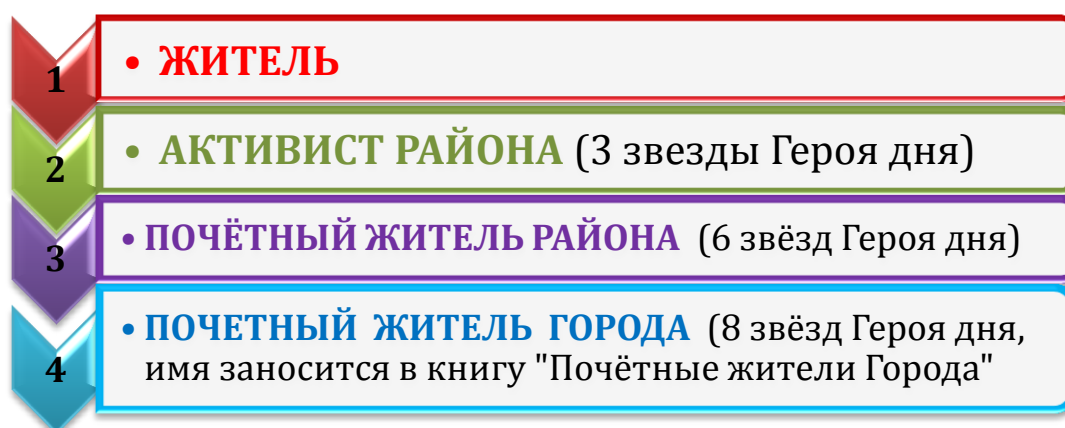 1
• ЖИТЕЛЬ
2
• АКТИВИСТ РАЙОНА (3 звезды Героя дня)
3
• ПОЧЁТНЫЙ ЖИТЕЛЬ РАЙОНА (6 звёзд Героя дня)
4
• ПОЧЕТНЫЙ ЖИТЕЛЬ ГОРОДА (8 звёзд Героя дня,
имя заносится в книгу "Почётные жители Города"